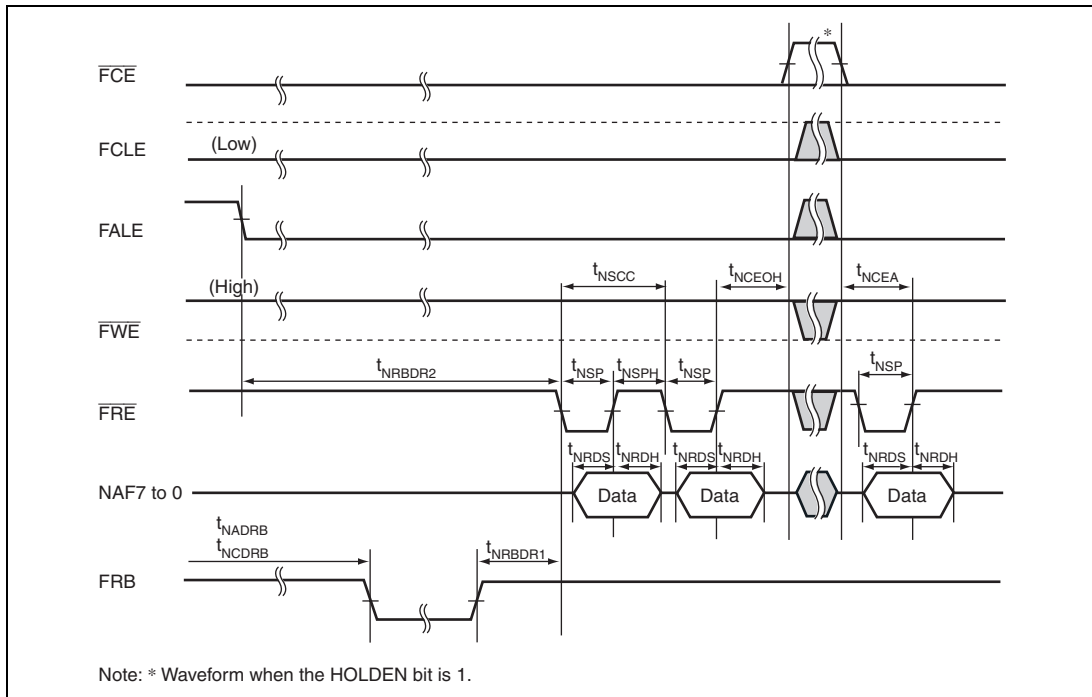 *
FCE
FCLE (Low)
FALE
(High) tNSCC tNCEOH tNCEA
FWE
tNRBDR2 tNSP tNSPH tNSP tNSP
FRE
tNRDS tNRDH tNRDS tNRDH tNRDS tNRDH
NAF7 to 0 Data Data Data
tNADRB
tNCDRB tNRBDR1
FRB
Note: * Waveform when the HOLDEN bit is 1.